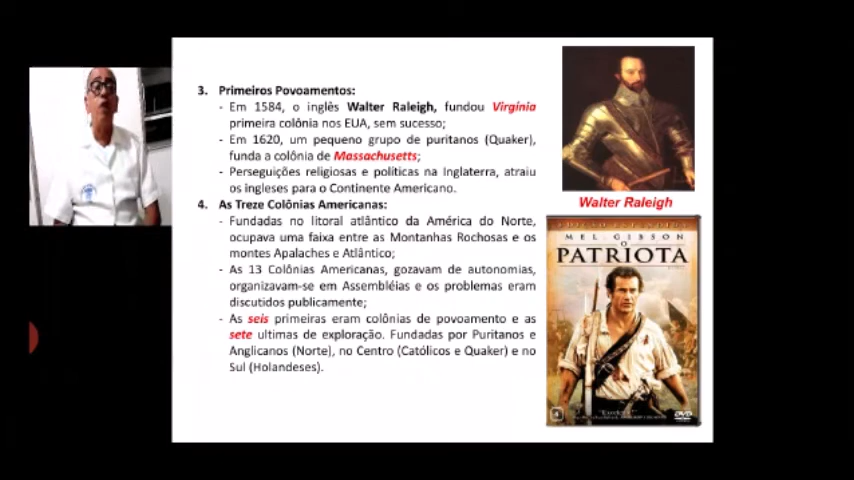 3. Primeiros Povoamentos:
- Em 1584, o inglês Walter Raleigh, fundou Virgínia
primeira colônia nos EUA, sem sucesso;
- Em 1620, um pequeno grupo de puritanos (Quaker),
funda a colônia de Massachusetts;
- Perseguições religiosas e políticas na Inglaterra, atraiu
os ingleses para o Continente Americano.
4. As Treze Colônias Americanas:
- Fundadas no litoral atlântico da América do Norte,
ocupava uma faixa entre as Montanhas Rochosas e os
montes Apalaches e Atlântico;
- As 13 Colônias Americanas, gozavam de autonomias,
organizavam-se em Assembléias e os problemas eram
discutidos publicamente;
- As seis primeiras eram colônias de povoamento e as
sete ultimas de exploração. Fundadas por Puritanos e
Anglicanos (Norte), no Centro (Católicos e Quaker) e no
Sul (Holandeses).
Walter Raleigh
MEL GIBSON
O
PATRIOTA
DVD